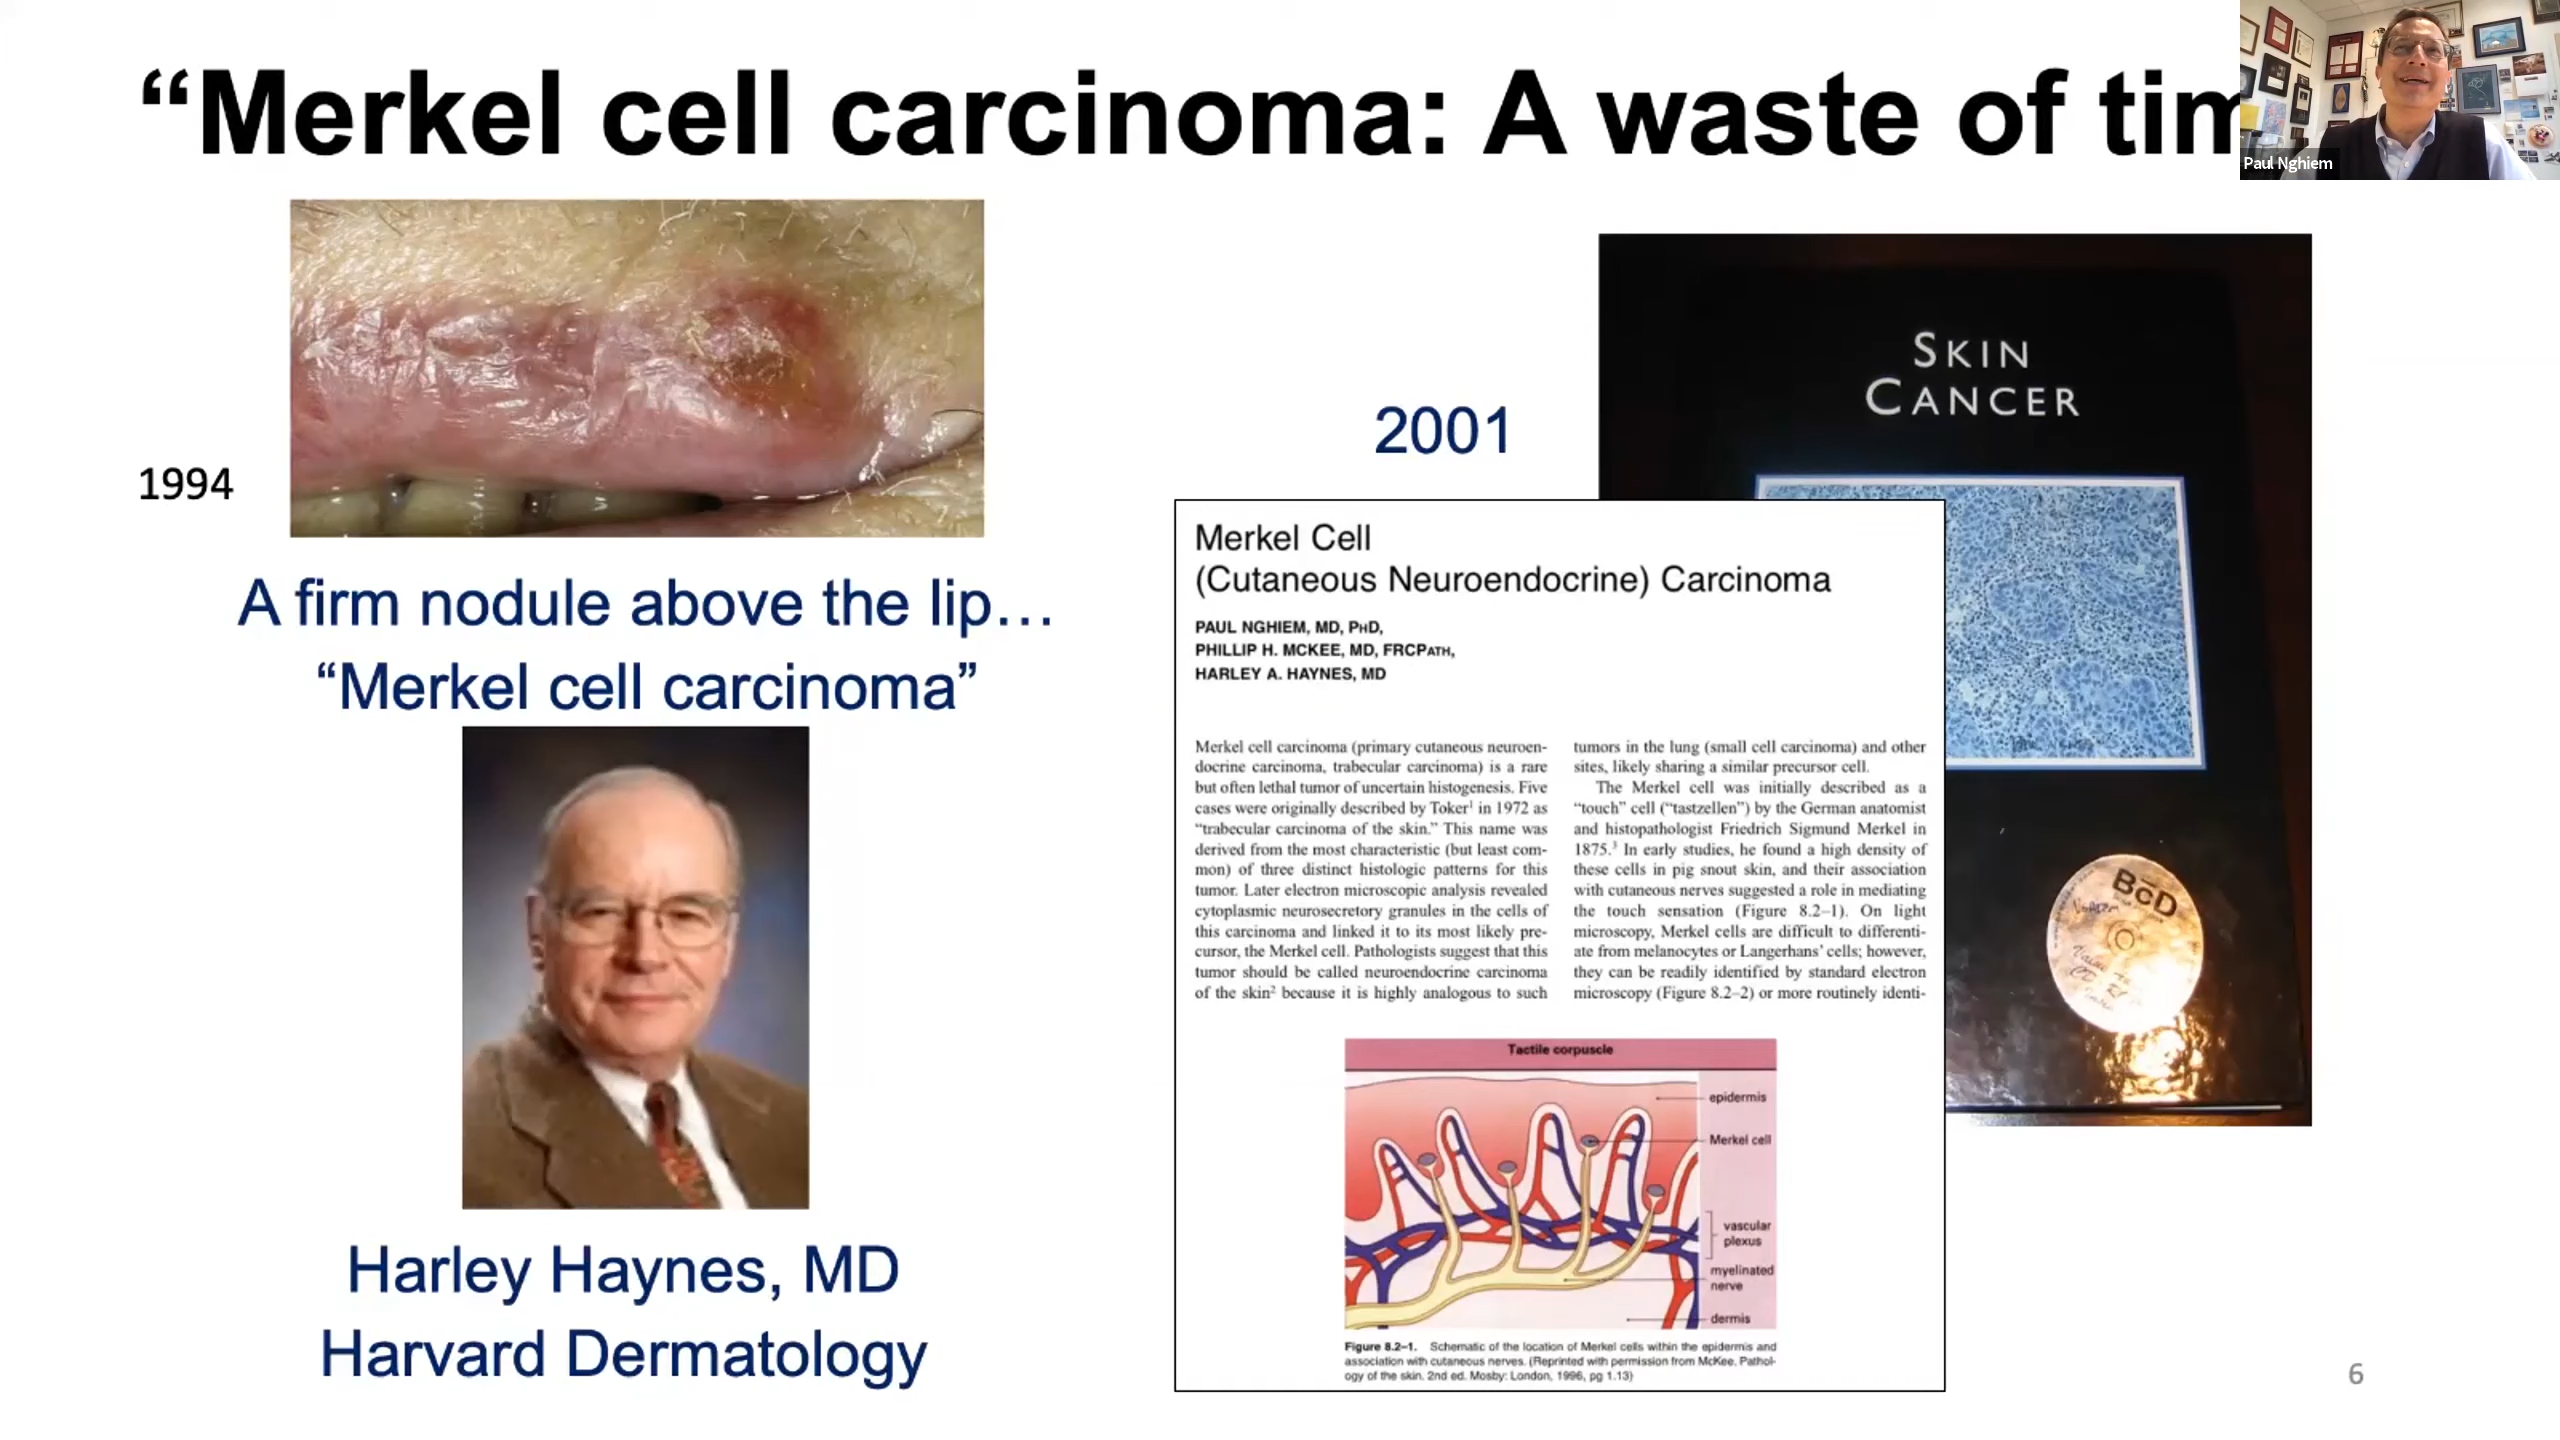 “Merkel cell carcinoma: A waste of tim
Paul Nghiem
1994
A firm nodule above the lip…
“Merkel cell carcinoma”
Harley Haynes, MD
Harvard Dermatology
2001
SKIN
CANCER
BCD
Merkel Cell
(Cutaneous Neuroendocrine) Carcinoma
PAUL NGHIEM, MD, PHD,
PHILLIP H. MCKEE, MD, FRCPATH,
HARLEY A. HAYNES, MD
Merkel cell carcinoma (primary cutaneous neuroen-
docrine carcinoma, trabecular carcinoma) is a rare
but often lethal tumor of uncertain histogenesis. Five
cases were originally described by Toker¹ in 1972 as
“trabecular carcinoma of the skin.” This name was
derived from the most characteristic (but least com-
mon) of three distinct histologic patterns for this
tumor. Later electron microscopic analysis revealed
cytoplasmic neurosecretory granules in the cells of
this carcinoma and linked it to its most likely pre-
cursor, the Merkel cell. Pathologists suggest that this
tumor should be called neuroendocrine carcinoma
of the skin² because it is highly analogous to such
tumors in the lung (small cell carcinoma) and other
sites, likely sharing a similar precursor cell.
The Merkel cell was initially described as a
“touch” cell (“tastzellen”) by the German anatomist
and histopathologist Friedrich Sigmund Merkel in
1875.³ In early studies, he found a high density of
these cells in pig snout skin, and their association
with cutaneous nerves suggested a role in mediating
the touch sensation (Figure 8.2–1). On light
microscopy, Merkel cells are difficult to differenti-
ate from melanocytes or Langerhans’ cells; however,
they can be readily identified by standard electron
microscopy (Figure 8.2–2) or more routinely identi-
Tactile corpuscle
epidermis
Merkel cell
vascular
plexus
myelinated
nerve
dermis
Figure 8.2–1. Schematic of the location of Merkel cells within the epidermis and
association with cutaneous nerves. (Reprinted with permission from McKee. Pathol-
ogy of the skin. 2nd ed. Mosby: London, 1996, pg 1.13)
6